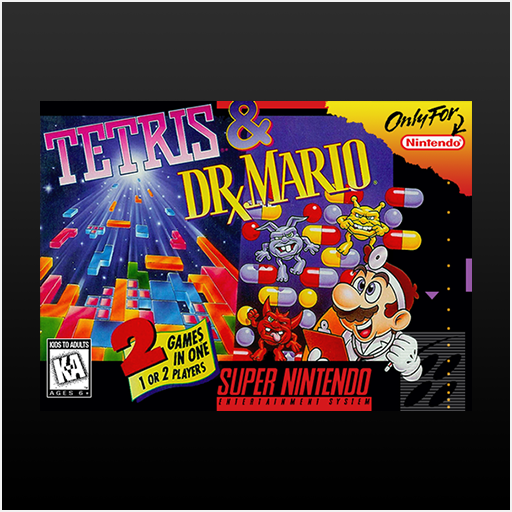 TETRIS &
DR. MARIO
Only For
Nintendo
2 GAMES
IN ONE
1 OR 2 PLAYERS
KIDS TO ADULTS
K-A
AGES 6+
SUPER NINTENDO
ENTERTAINMENT SYSTEM